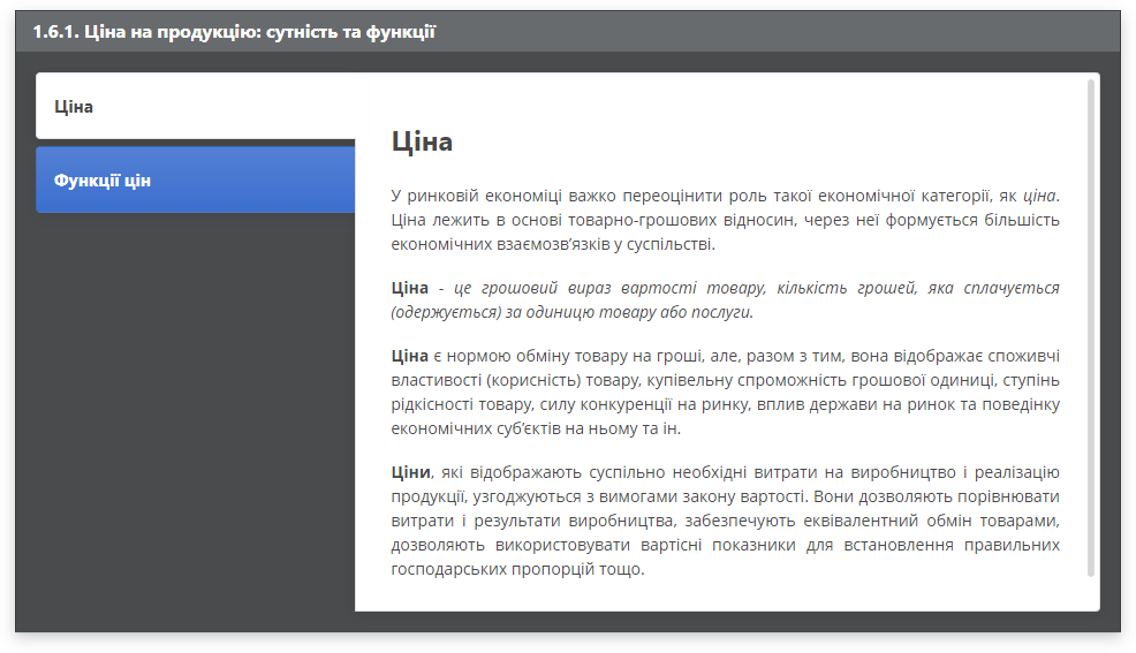 1.6.1. Ціна на продукцію: сутність та функції
Ціна
Функції цін
Ціна
У ринковій економіці важко переоцінити роль такої економічної категорії, як ціна.
Ціна лежить в основі товарно-грошових відносин, через неї формується більшість
економічних взаємозв’язків у суспільстві.
Ціна - це грошовий вираз вартості товару, кількість грошей, яка сплачується
(одержується) за одиницю товару або послуги.
Ціна є нормою обміну товару на гроші, але, разом з тим, вона відображає споживчі
властивості (корисність) товару, купівельну спроможність грошової одиниці, ступінь
рідкісності товару, силу конкуренції на ринку, вплив держави на ринок та поведінку
економічних суб’єктів на ньому та ін.
Ціни, які відображають суспільно необхідні витрати на виробництво і реалізацію
продукції, узгоджуються з вимогами закону вартості. Вони дозволяють порівнювати
витрати і результати виробництва, забезпечують еквівалентний обмін товарами,
дозволяють використовувати вартісні показники для встановлення правильних
господарських пропорцій тощо.